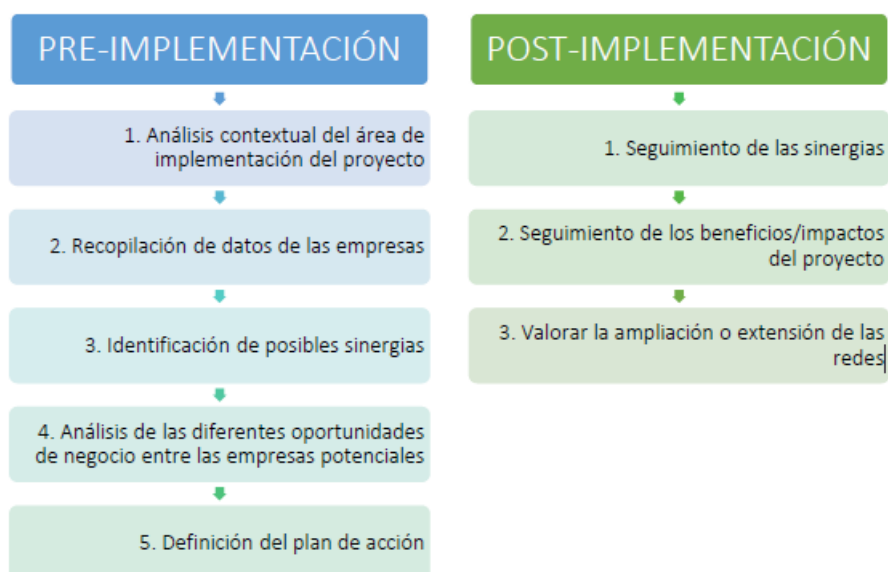 PRE-IMPLEMENTACIÓN
1. Análisis contextual del área de
implementación del proyecto
2. Recopilación de datos de las empresas
3. Identificación de posibles sinergias
4. Análisis de las diferentes oportunidades
de negocio entre las empresas potenciales
5. Definición del plan de acción
POST-IMPLEMENTACIÓN
1. Seguimiento de las sinergias
2. Seguimiento de los beneficios/impactos
del proyecto
3. Valorar la ampliación o extensión de las
redes